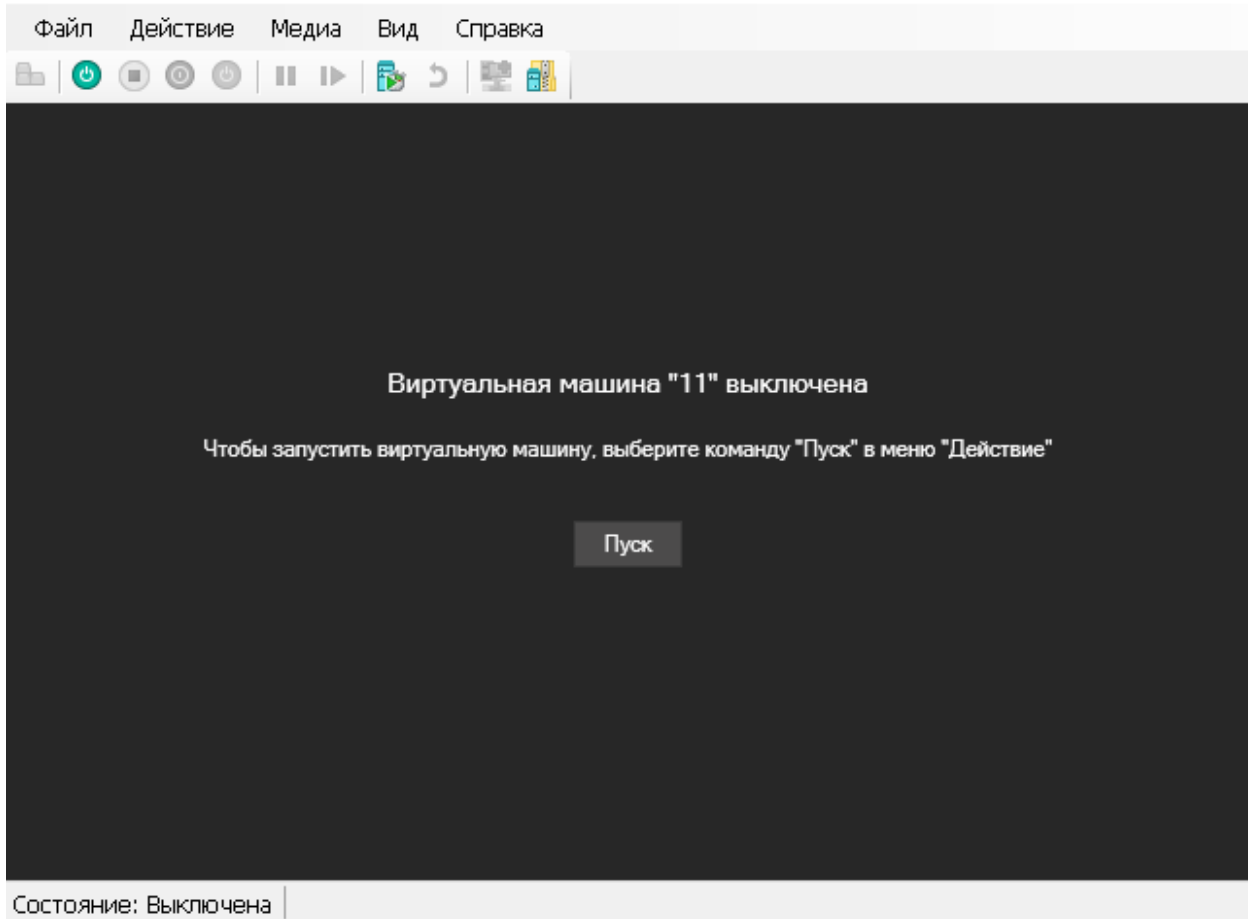 Файл Действие Медиа Вид Справка
Виртуальная машина "11" выключена
Чтобы запустить виртуальную машину, выберите команду "Пуск" в меню "Действие"
Пуск
Состояние: Выключена